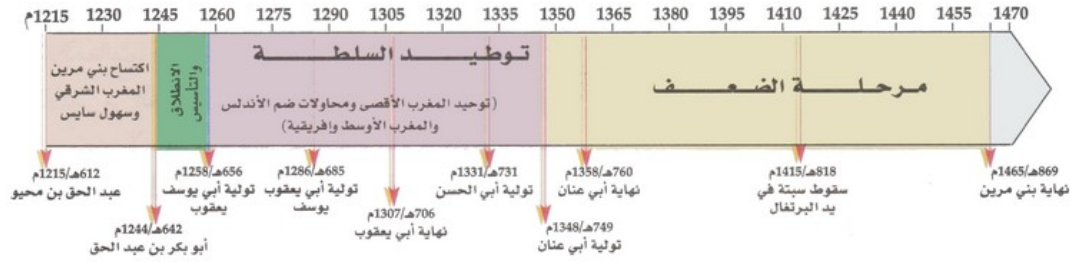 1215م 1230 1245 1260 1275 1290 1305 1320 1335 1350 1365 1380 1395 1410 1425 1440 1455 1470
اكتساح بني مرين
المغرب الشرقي
وسهول سايس
الانطلاق
والتأسيس
توطيد السلطة
(توحيد المغرب الأقصى ومحاولات ضم الأندلس
والمغرب الأوسط وإفريقية)
مرحلة الضعف
612هـ/1215م
عبد الحق بن محيو
642هـ/1244م
أبو بكر بن عبد الحق
656هـ/1258م
تولية أبي يوسف
يعقوب
685هـ/1286م
تولية أبي يعقوب
يوسف
706هـ/1307م
نهاية أبي يعقوب
731هـ/1331م
تولية أبي الحسن
749هـ/1348م
تولية أبي عنان
760هـ/1358م
نهاية أبي عنان
818هـ/1415م
سقوط سبتة في
يد البرتغال
869هـ/1465م
نهاية بني مرين